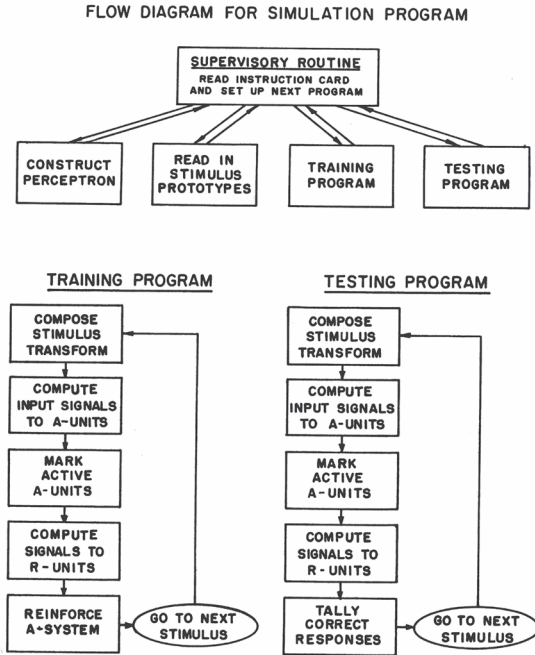 FLOW DIAGRAM FOR SIMULATION PROGRAM
SUPERVISORY ROUTINE
READ INSTRUCTION CARD
AND SET UP NEXT PROGRAM
CONSTRUCT
PERCEPTRON
READ IN
STIMULUS
PROTOTYPES
TRAINING
PROGRAM
TESTING
PROGRAM
TRAINING PROGRAM
COMPOSE
STIMULUS
TRANSFORM
COMPUTE
INPUT SIGNALS
TO A-UNITS
MARK
ACTIVE
A-UNITS
COMPUTE
SIGNALS TO
R-UNITS
REINFORCE
A-SYSTEM
GO TO NEXT
STIMULUS
TESTING PROGRAM
COMPOSE
STIMULUS
TRANSFORM
COMPUTE
INPUT SIGNALS
TO A-UNITS
MARK
ACTIVE
A-UNITS
COMPUTE
SIGNALS TO
R-UNITS
TALLY
CORRECT
RESPONSES
GO TO NEXT
STIMULUS